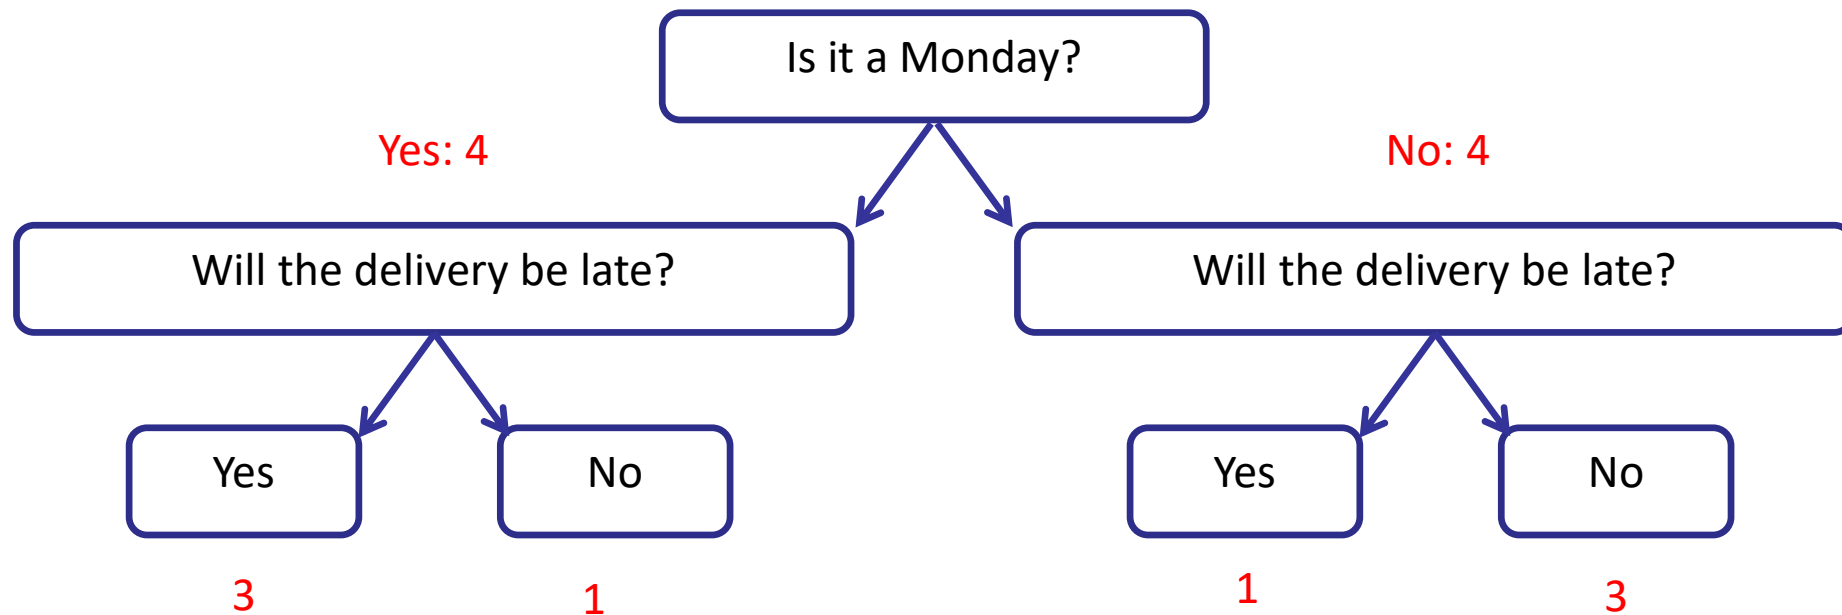 Is it a Monday?
Yes: 4
No: 4
Will the delivery be late?
Will the delivery be late?
Yes
No
Yes
No
3
1
1
3